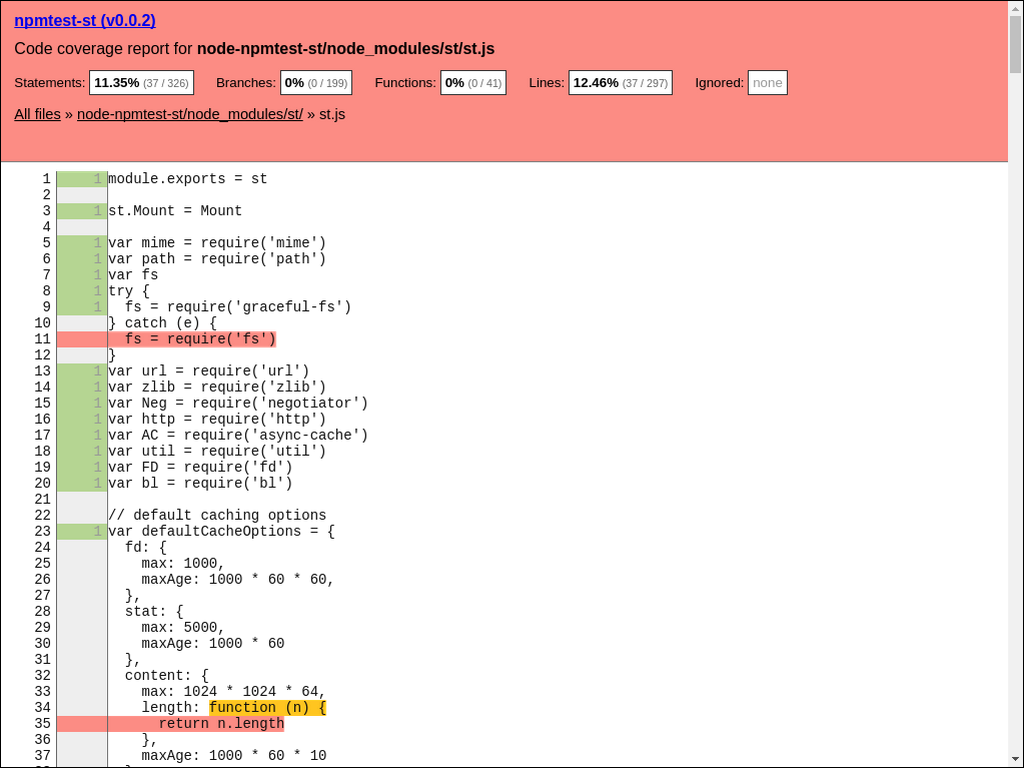 npmtest-st (v0.0.2)
Code coverage report for node-npmtest-st/node_modules/st/st.js
Statements: 11.35% (37 / 326) Branches: 0% (0 / 199) Functions: 0% (0 / 41) Lines: 12.46% (37 / 297) Ignored: none
All files » node-npmtest-st/node_modules/st/ » st.js
1 1 module.exports = st
2
3 1 st.Mount = Mount
4
5 1 var mime = require('mime')
6 1 var path = require('path')
7 1 var fs
8 1 try {
9 1   fs = require('graceful-fs')
10 } catch (e) {
11   fs = require('fs')
12 }
13 1 var url = require('url')
14 1 var zlib = require('zlib')
15 1 var Neg = require('negotiator')
16 1 var http = require('http')
17 1 var AC = require('async-cache')
18 1 var util = require('util')
19 1 var FD = require('fd')
20 1 var bl = require('bl')
21
22 // default caching options
23 1 var defaultCacheOptions = {
24   fd: {
25     max: 1000,
26     maxAge: 1000 * 60 * 60,
27   },
28   stat: {
29     max: 5000,
30     maxAge: 1000 * 60
31   },
32   content: {
33     max: 1024 * 1024 * 64,
34     length: function (n) {
35       return n.length
36     },
37     maxAge: 1000 * 60 * 10